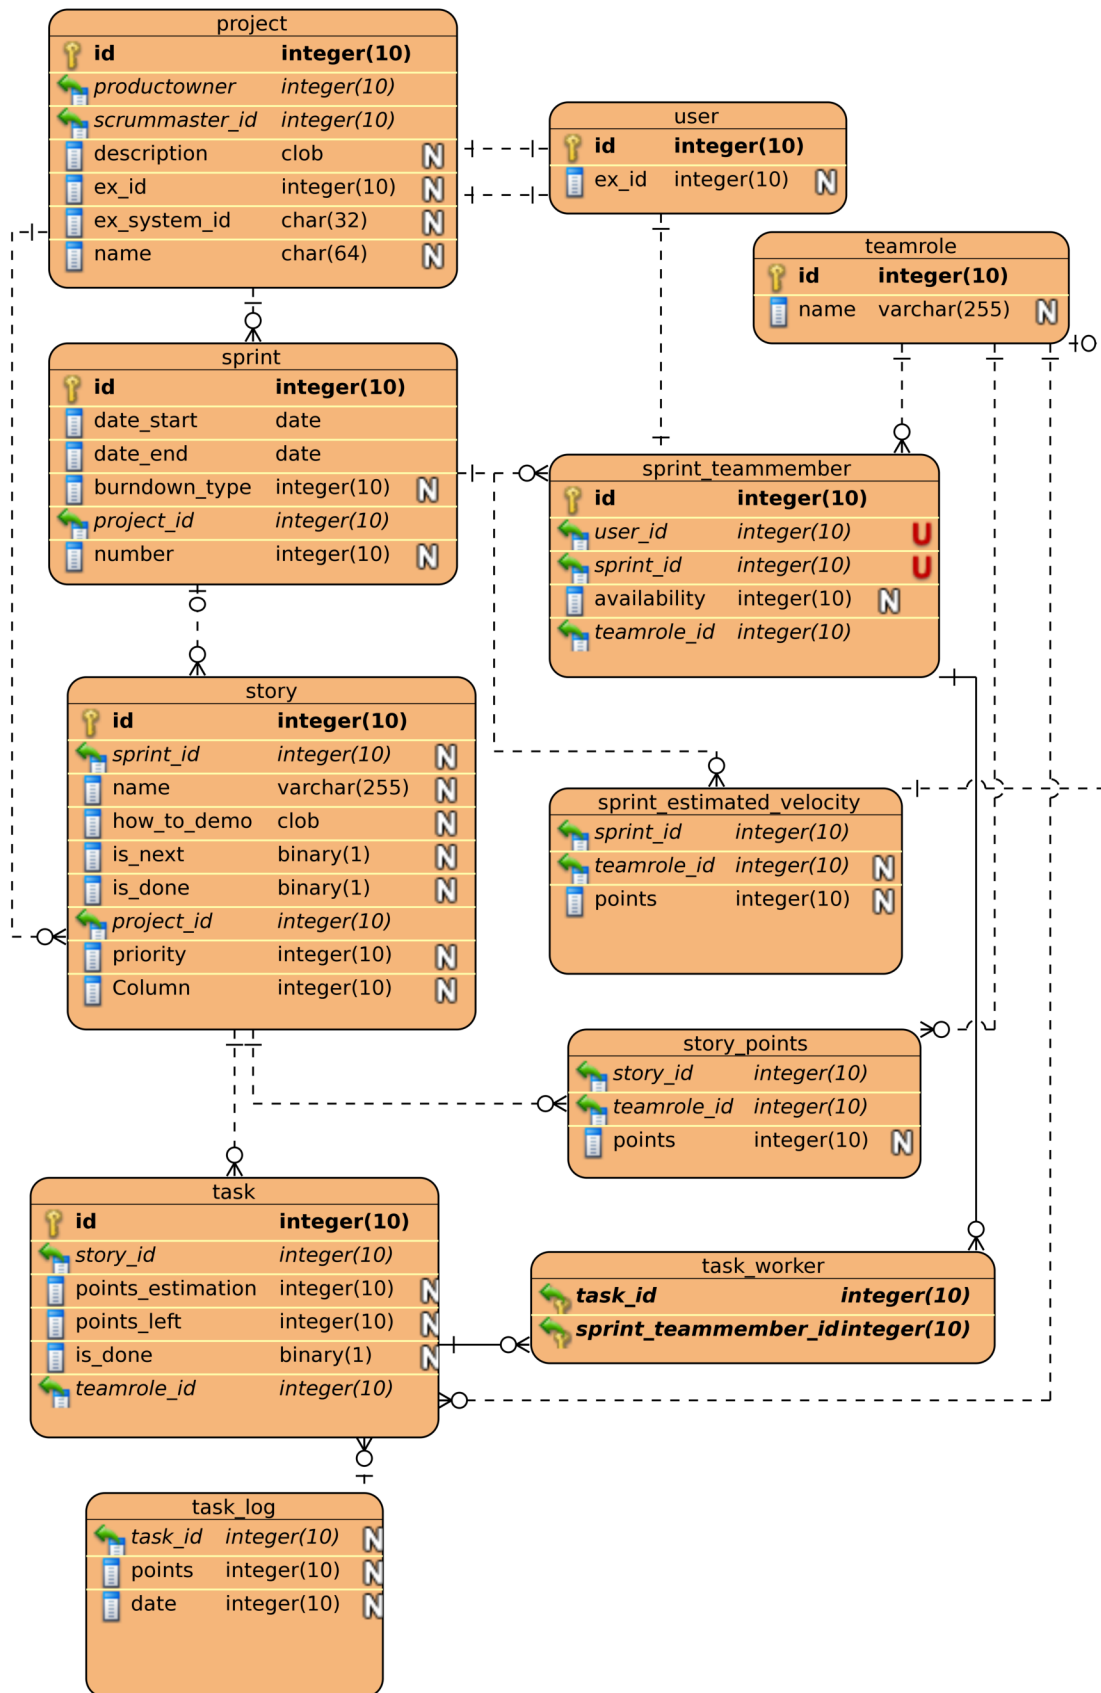 project
id integer(10)
productowner integer(10)
scrummaster_id integer(10)
description clob N
ex_id integer(10) N
ex_system_id char(32) N
name char(64) N
user
id integer(10)
ex_id integer(10) N
teamrole
id integer(10)
name varchar(255) N
sprint
id integer(10)
date_start date
date_end date
burndown_type integer(10) N
project_id integer(10)
number integer(10) N
sprint_teammember
id integer(10)
user_id integer(10) U
sprint_id integer(10) U
availability integer(10) N
teamrole_id integer(10)
story
id integer(10)
sprint_id integer(10) N
name varchar(255) N
how_to_demo clob N
is_next binary(1) N
is_done binary(1) N
project_id integer(10)
priority integer(10) N
Column integer(10) N
sprint_estimated_velocity
sprint_id integer(10)
teamrole_id integer(10) N
points integer(10) N
story_points
story_id integer(10)
teamrole_id integer(10)
points integer(10) N
task
id integer(10)
story_id integer(10)
points_estimation integer(10) N
points_left integer(10) N
is_done binary(1) N
teamrole_id integer(10)
task_worker
task_id integer(10)
sprint_teammember_id integer(10)
task_log
task_id integer(10) N
points integer(10) N
date integer(10) N